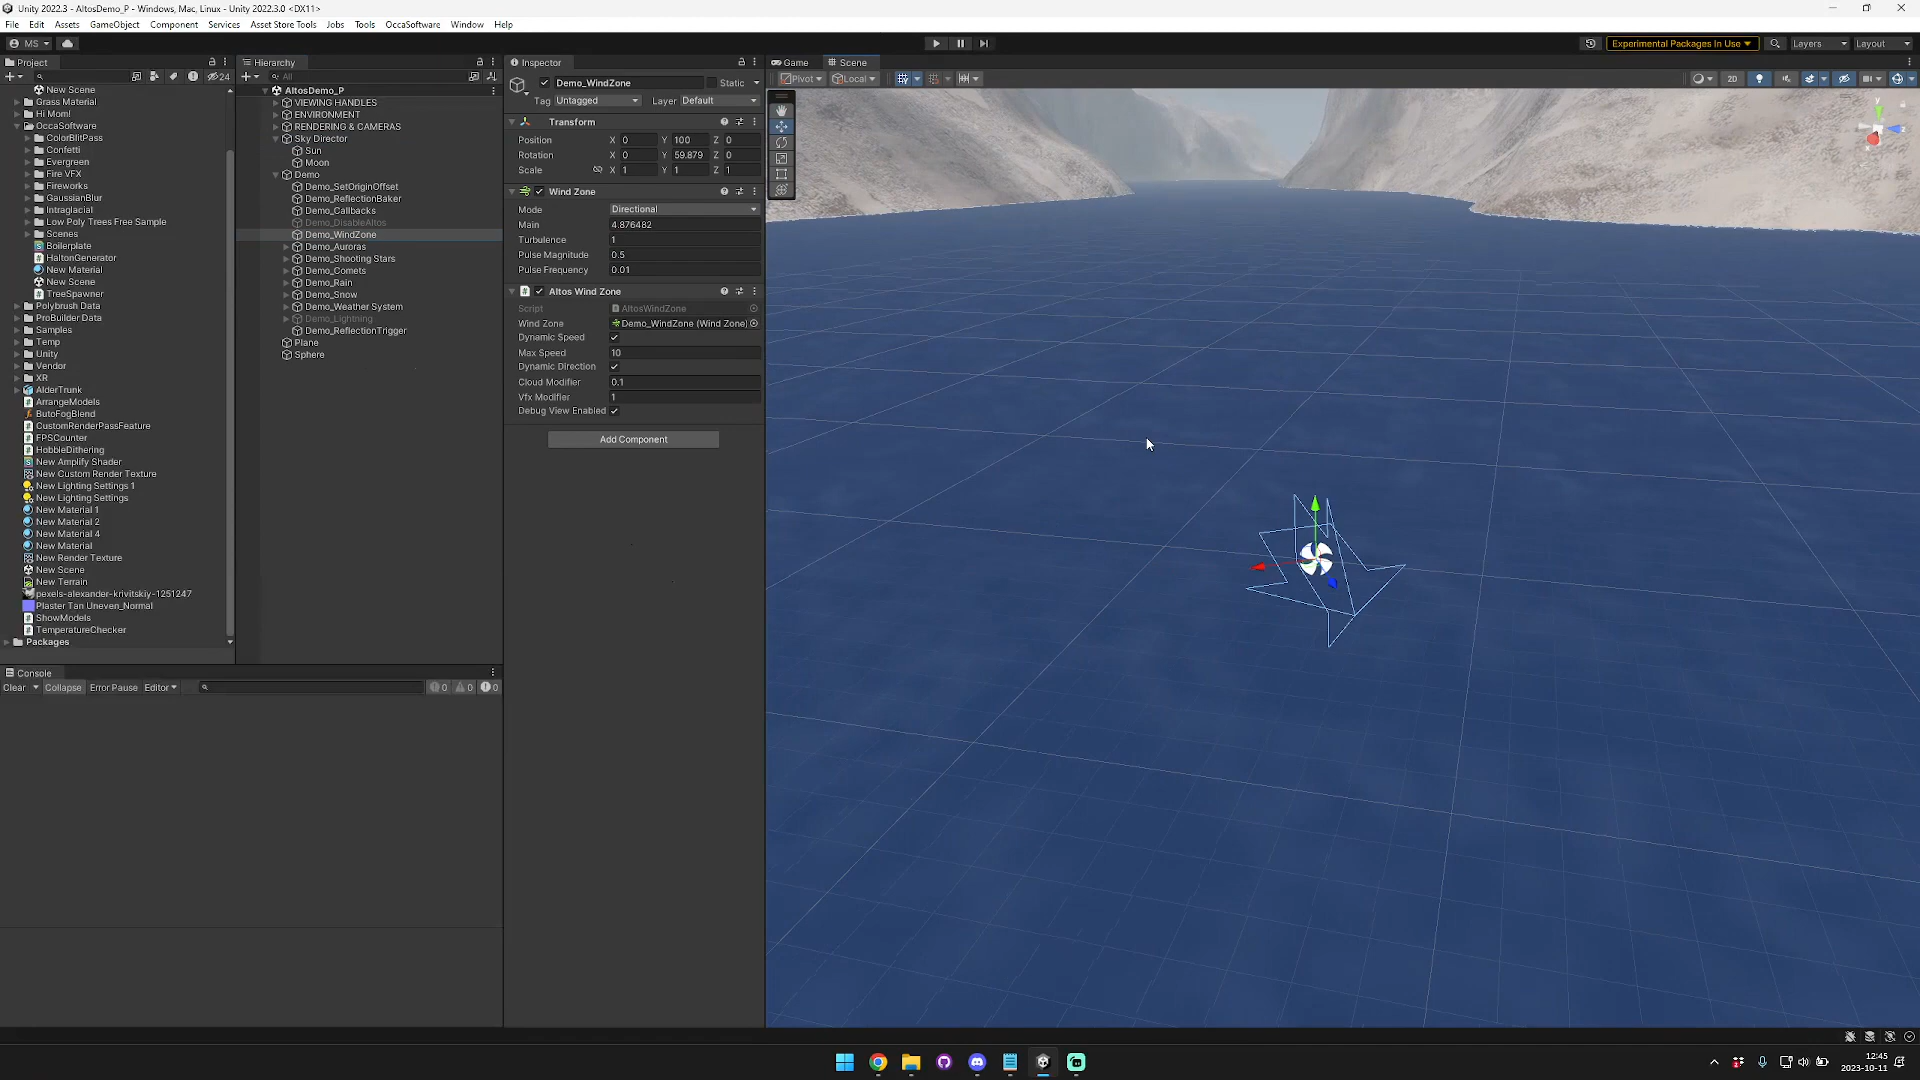 Unity 2022.3 - AltosDemo_P - Windows, Mac, Linux - Unity 2022.3.0 <DX11>
File Edit Assets GameObject Component Services Asset Store Tools Jobs Tools OccaSoftware Window Help
MS Experimental Packages In Use Layers Layout
Project
24
New Scene
Grass Material
Hi Mom!
OccaSoftware
ColorBlitPass
Confetti
Evergreen
Fire VFX
Fireworks
GaussianBlur
Intraglacial
Low Poly Trees Free Sample
Scenes
Boilerplate
HaltonGenerator
New Material
New Scene
TreeSpawner
Polybrush Data
ProBuilder Data
Samples
Temp
Unity
Vendor
XR
AlderTrunk
ArrangeModels
ButoFogBlend
CustomRenderPassFeature
FPSCounter
HobbleDithering
New Amplify Shader
New Custom Render Texture
New Lighting Settings 1
New Lighting Settings
New Material 1
New Material 2
New Material 4
New Material
New Render Texture
New Scene
New Terrain
pexels-alexander-krivitskiy-1251247
Plaster Tan Uneven_Normal
ShowModels
TemperatureChecker
Packages
Hierarchy
All
AltosDemo_P
VIEWING HANDLES
ENVIRONMENT
RENDERING & CAMERAS
Sky Director
Sun
Moon
Demo
Demo_SetOriginOffset
Demo_ReflectionBaker
Demo_Callbacks
Demo_DisableAltos
Demo_WindZone
Demo_Auroras
Demo_Shooting Stars
Demo_Comets
Demo_Rain
Demo_Snow
Demo_Weather System
Demo_Lightning
Demo_ReflectionTrigger
Plane
Sphere
Inspector
Demo_WindZone Static
Tag Untagged Layer Default
Transform
Position X 0 Y 100 Z 0
Rotation X 0 Y 59.879 Z 0
Scale X 1 Y 1 Z 1
Wind Zone
Mode Directional
Main 4.876482
Turbulence 1
Pulse Magnitude 0.5
Pulse Frequency 0.01
Altos Wind Zone
Script AltosWindZone
Wind Zone Demo_WindZone (Wind Zone)
Dynamic Speed
Max Speed 10
Dynamic Direction
Cloud Modifier 0.1
Vfx Modifier 1
Debug View Enabled
Add Component
Game Scene
Pivot Local 2D
Console
Clear Collapse Error Pause Editor 0 0 0
12:45
2023-10-11